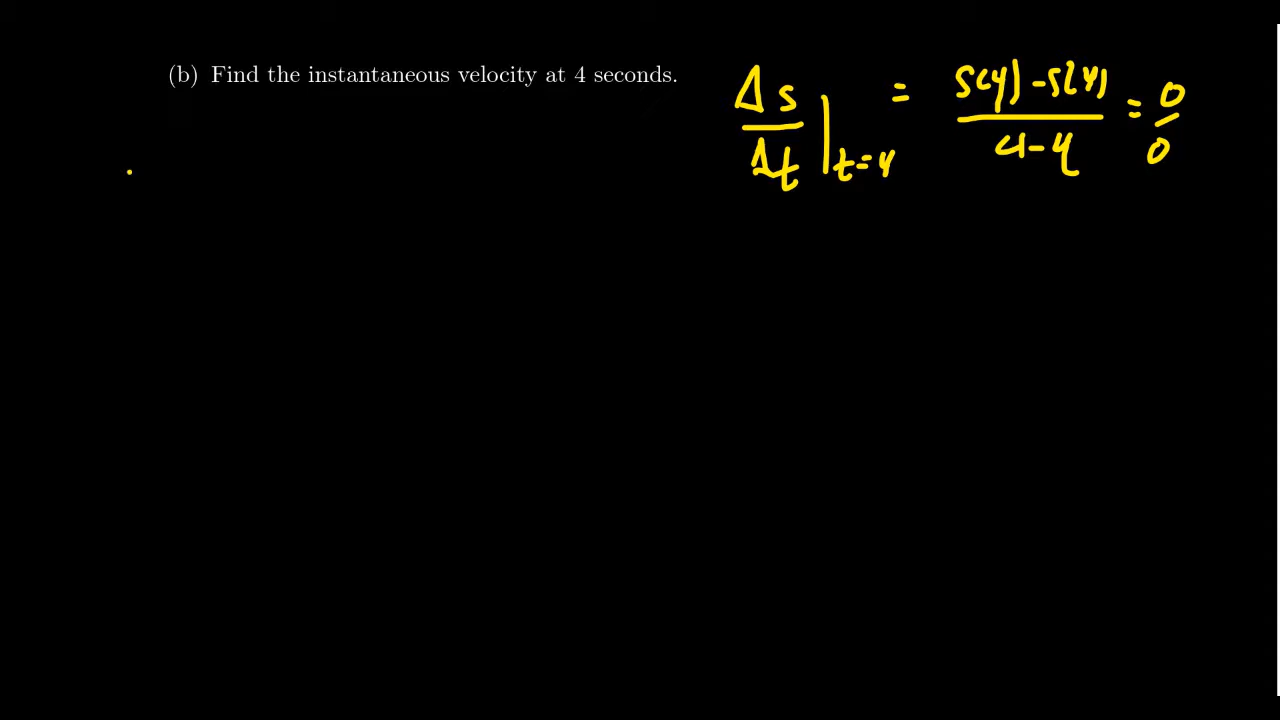 (b) Find the instantaneous velocity at 4 seconds.
Δs/Δt |t=4 = s(4)-s(4)/4-4 = 0/0